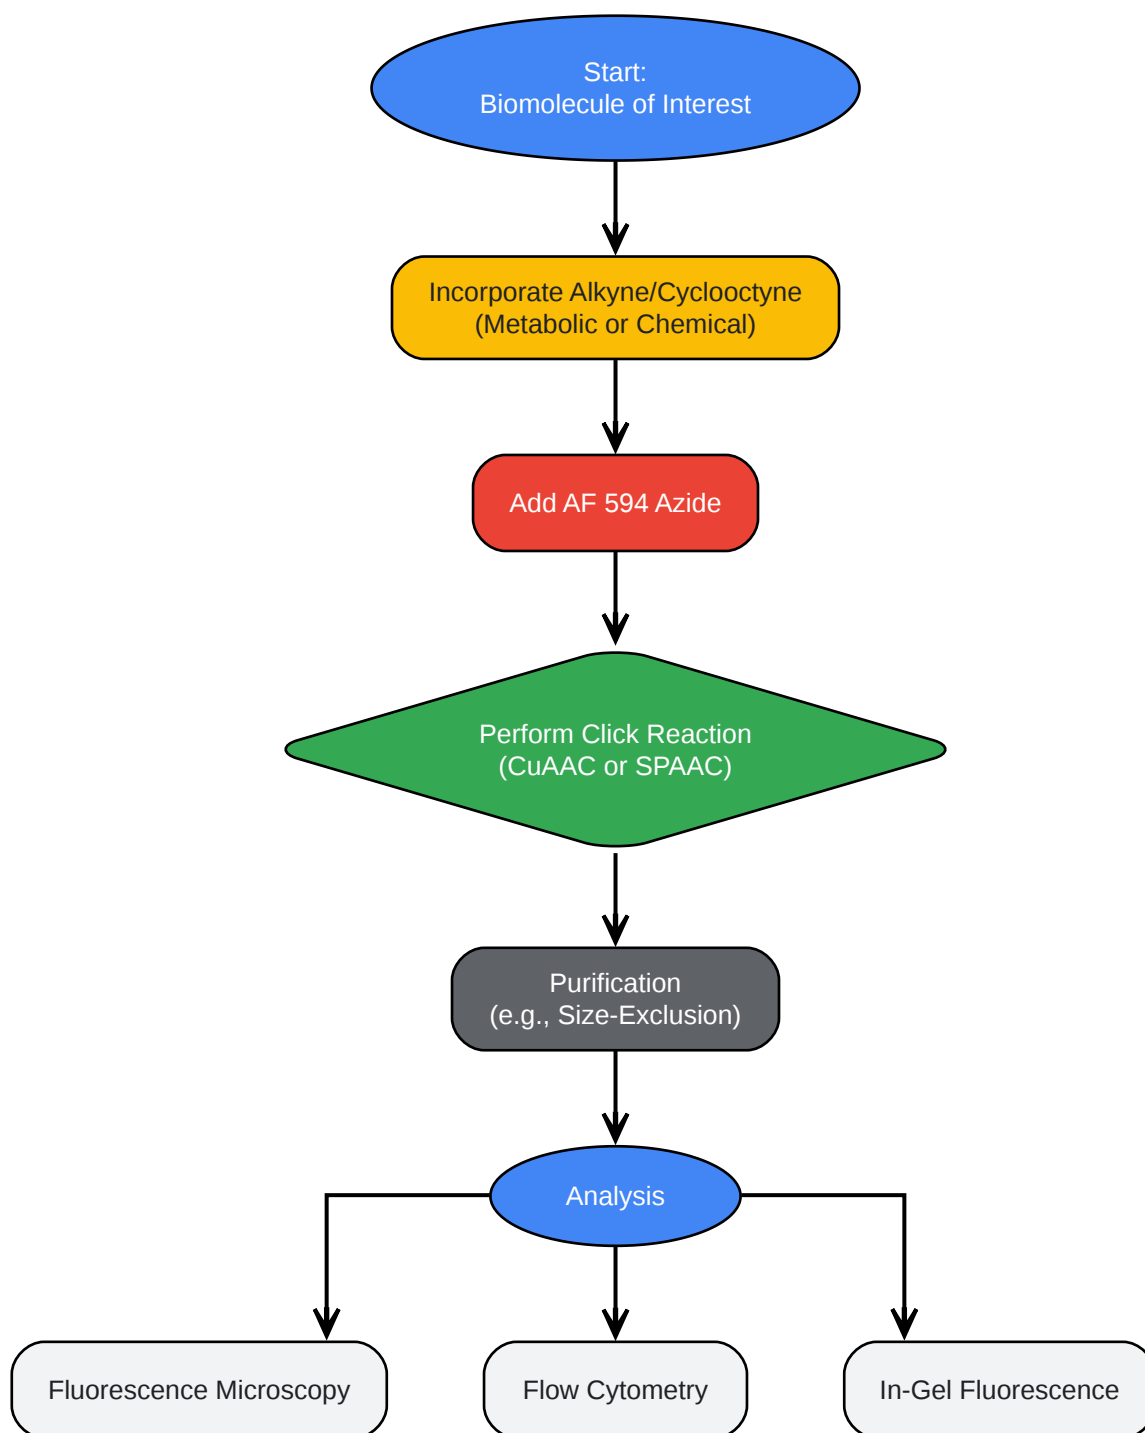 Start:
Biomolecule of Interest
Incorporate Alkyne/Cyclooctyne
(Metabolic or Chemical)
Add AF 594 Azide
Perform Click Reaction
(CuAAC or SPAAC)
Purification
(e.g., Size-Exclusion)
Analysis
Fluorescence Microscopy
Flow Cytometry
In-Gel Fluorescence